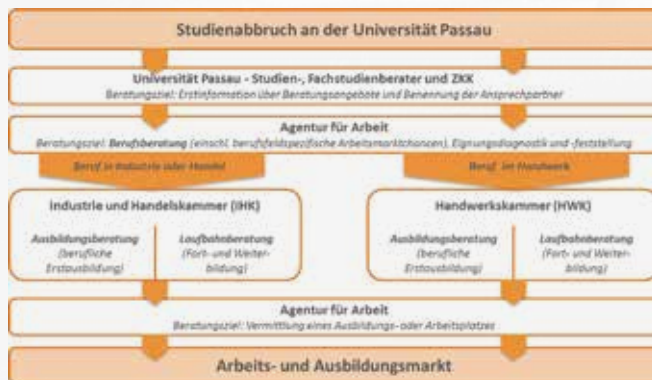 Studienabbruch an der Universität Passau
Universität Passau - Studien-, Fachstudienberater und ZKK
Beratungsziel: Erstinformation über Beratungsangebote und Benennung der Ansprechpartner
Agentur für Arbeit
Beratungsziel: Berufsberatung (einschl. berufsfeldspezifische Arbeitsmarktchancen), Eignungsdiagnostik und -feststellung
Beruf in Industrie oder Handel
Beruf im Handwerk
Industrie und Handelskammer (IHK)
Ausbildungsberatung
(berufliche
Erstausbildung)
Laufbahnberatung
(Fort- und Weiter-
bildung)
Handwerkskammer (HWK)
Ausbildungsberatung
(berufliche
Erstausbildung)
Laufbahnberatung
(Fort- und Weiter-
bildung)
Agentur für Arbeit
Beratungsziel: Vermittlung eines Ausbildungs- oder Arbeitsplatzes
Arbeits- und Ausbildungsmarkt